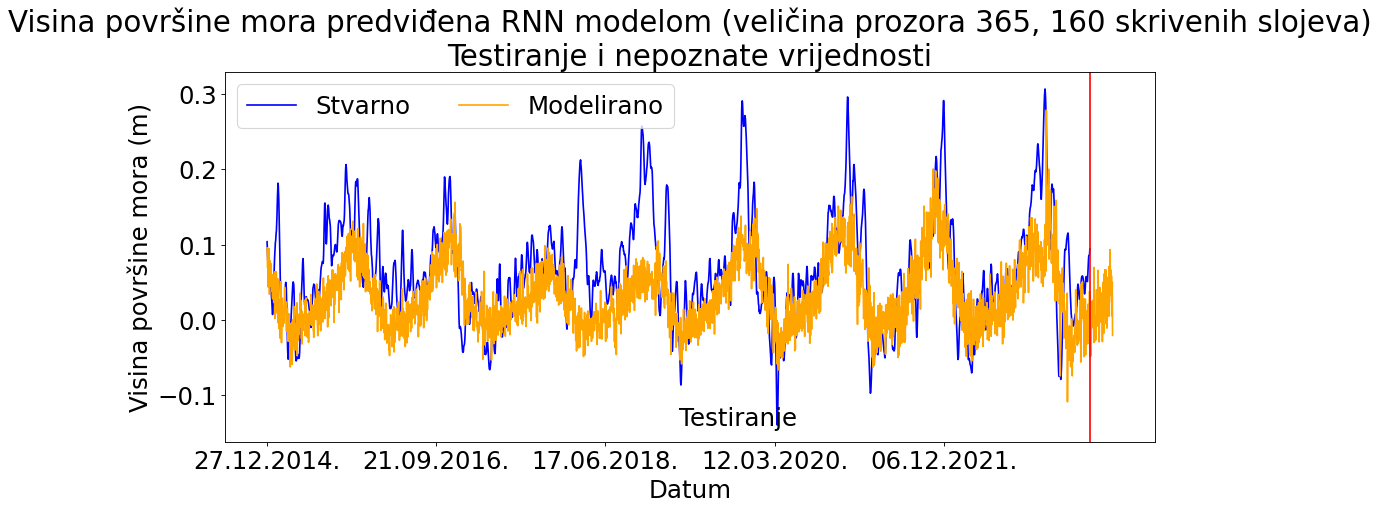 Visina površine mora predviđena RNN modelom (veličina prozora 365, 160 skrivenih slojeva)
Testiranje i nepoznate vrijednosti
Stvarno
Modelirano
Visina površine mora (m)
0.3
0.2
0.1
0.0
−0.1
Testiranje
27.12.2014.
21.09.2016.
17.06.2018.
12.03.2020.
06.12.2021.
Datum